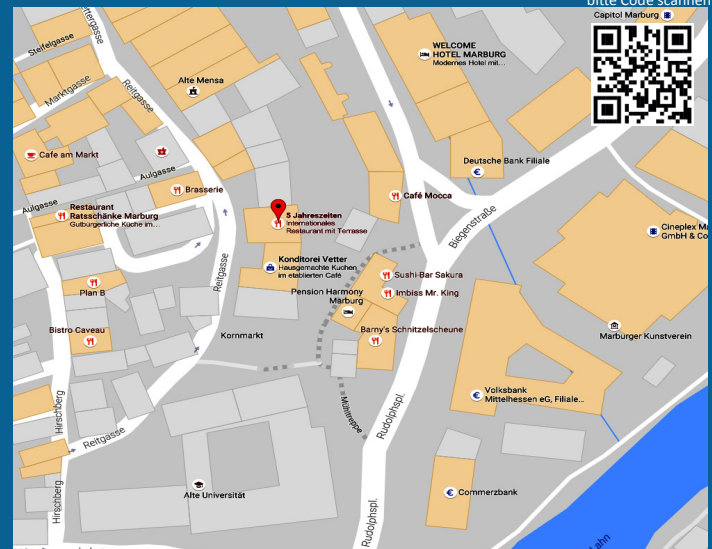 bitte Code scannen
Capitol Marburg
Steifelgasse
WELCOME
HOTEL MARBURG
Modernes Hotel mit...
Alte Mensa
Marktgasse
Reitgasse
Cafe am Markt
Aulgasse
Deutsche Bank Filiale
Brasserie
Café Mocca
Aulgasse
Restaurant
Ratsschänke Marburg
Gutbürgerliche Küche im...
5 Jahreszeiten
Internationales
Restaurant mit Terrasse
Biegenstraße
Cineplex
GmbH & Co
Konditorei Vetter
Hausgemachte Kuchen
im etablierten Café
Reitgasse
Sushi-Bar Sakura
Plan B
Pension Harmony
Marburg
Imbiss Mr. King
Bistro Caveau
Kornmarkt
Barny's Schnitzelscheune
Marburger Kunstverein
Hirschberg
Mühltreppe
Volksbank
Mittelhessen eG, Filiale...
Rudolphspl.
Reitgasse
Hirschberg
Alte Universität
Commerzbank
Rudolphspl.
Lahn